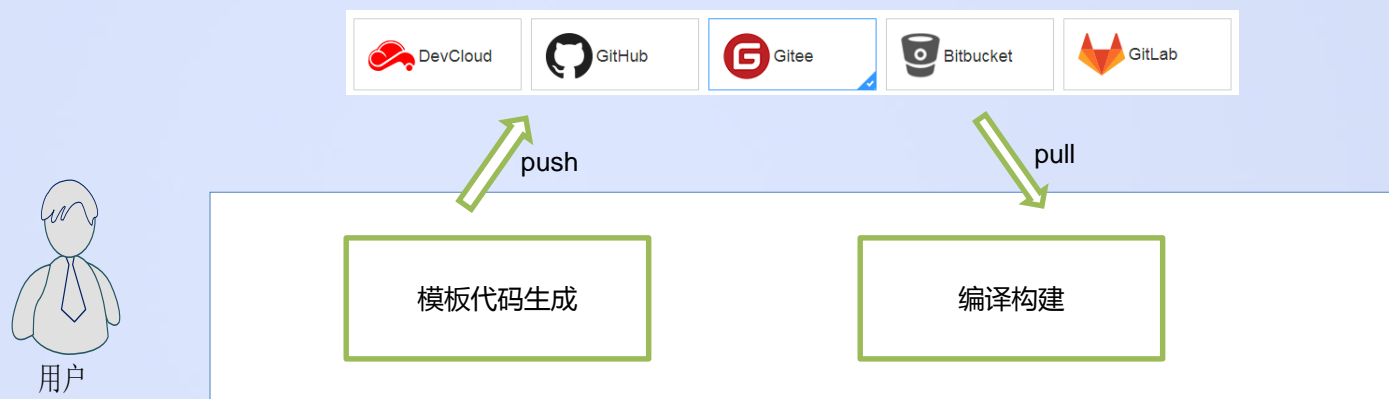 DevCloud
GitHub
Gitee
Bitbucket
GitLab
push
pull
模板代码生成
编译构建
用户